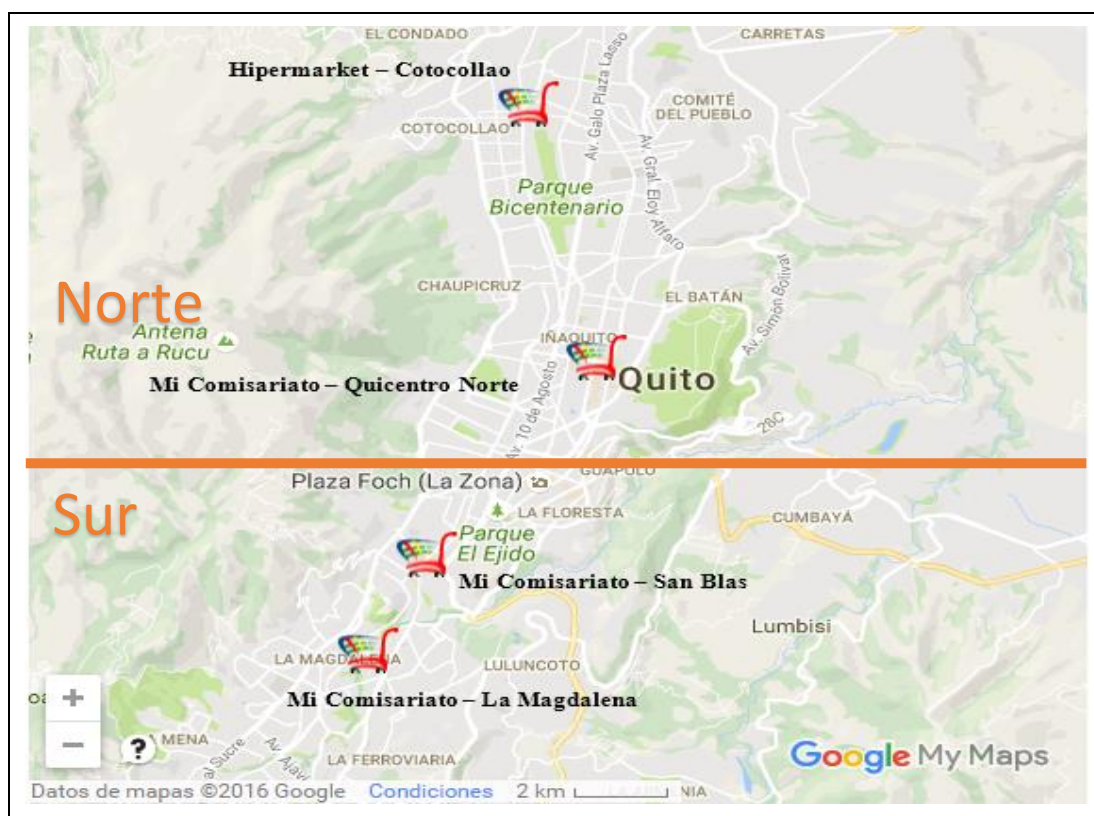 EL CONDADO
CARRETAS
Hipermarket – Cotocollao
Av. Galo Plaza Lasso
COMITÉ
DEL PUEBLO
COTOCOLLAO
Av. Gral. Eloy Alfaro
Parque
Bicentenario
CHAUPICRUZ
EL BATÁN
Av. Simón Bolívar
Norte
Antena
Ruta a Rucu
IÑAQUITO
Mi Comisariato – Quicentro Norte
Quito
Av. 10 de Agosto
28C
GUÁPULO
Sur
Plaza Foch (La Zona)
LA FLORESTA
CUMBAYÁ
Parque
El Ejido
Mi Comisariato – San Blas
Lumbisi
LA MAGDALENA
LULUNCOTO
Mi Comisariato – La Magdalena
+
−
?
MENA
Sucre
Av. Ajaví
LA FERROVIARIA
Google My Maps
Datos de mapas ©2016 Google Condiciones 2 km